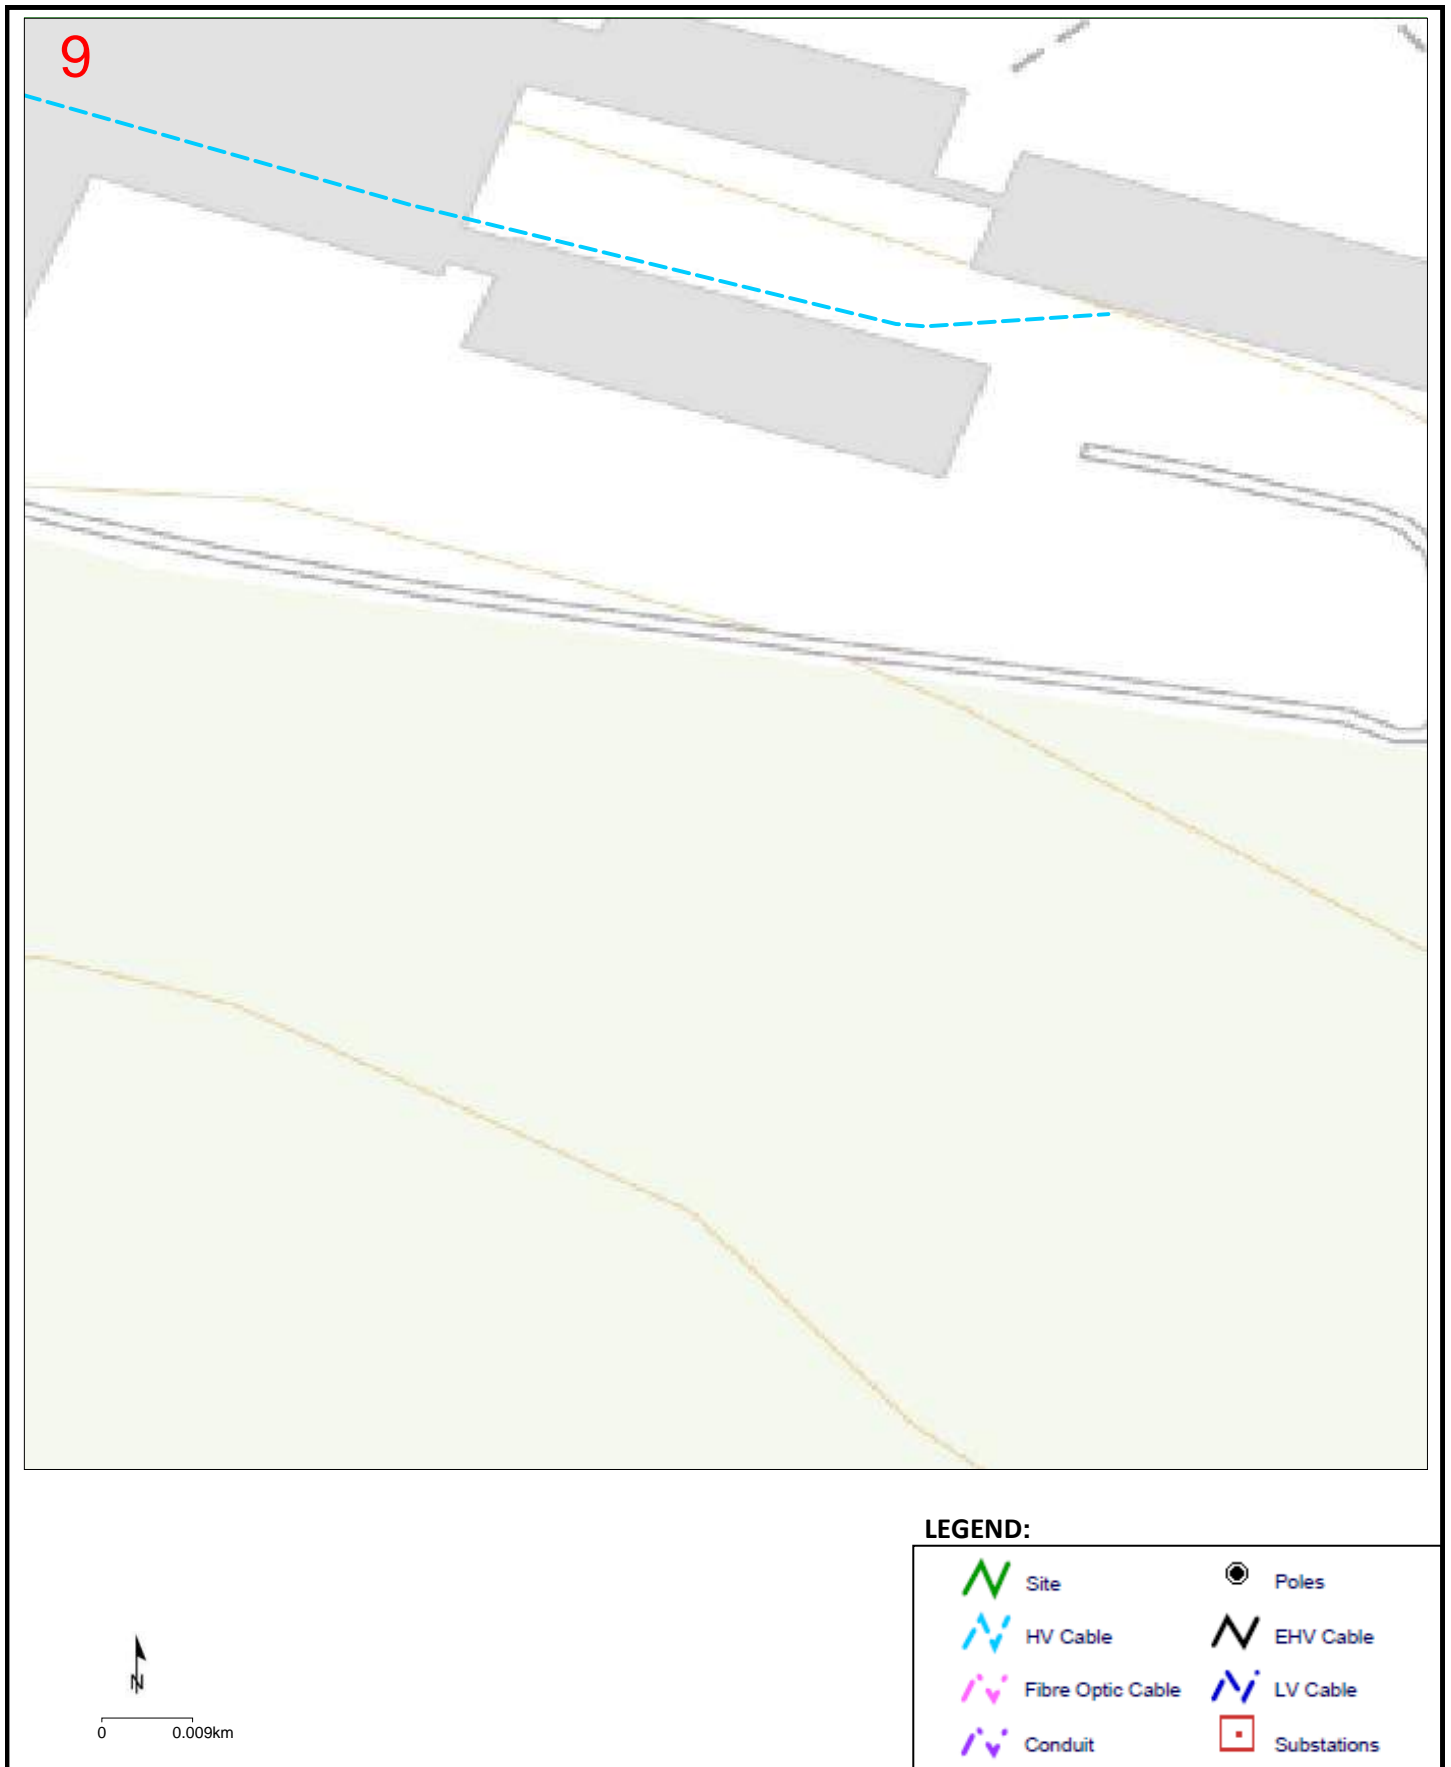 9
LEGEND:
Site
Poles
HV Cable
EHV Cable
Fibre Optic Cable
LV Cable
Conduit
Substations
N
0 0.009km